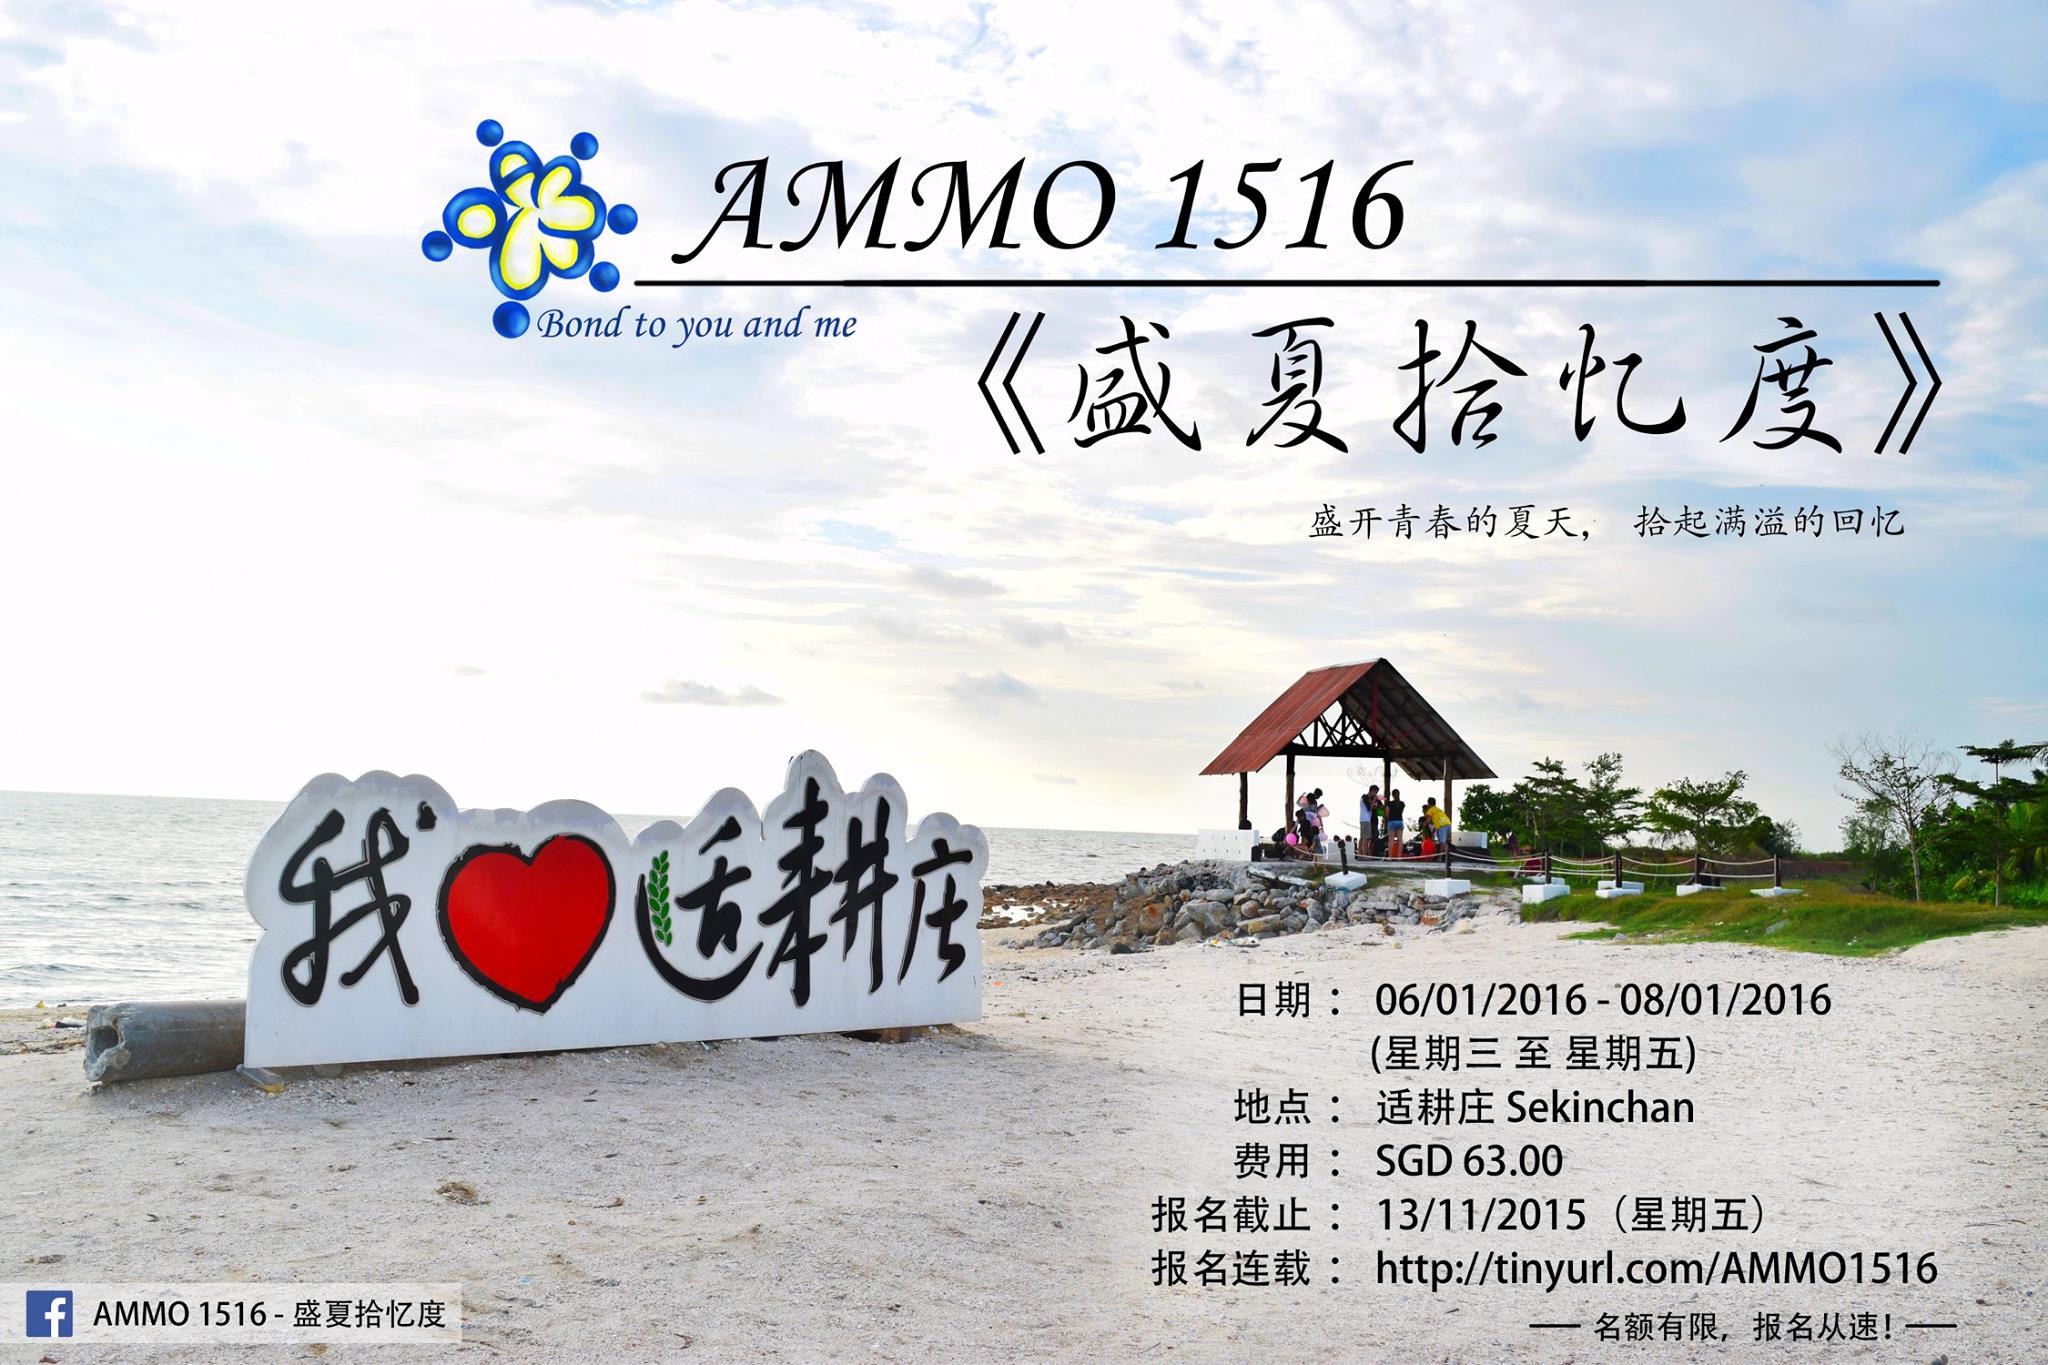 AMMO 1516
Bond to you and me
《盛夏拾忆度》
盛开青春的夏天， 拾起满溢的回忆
我 适耕庄
日期： 06/01/2016 - 08/01/2016
(星期三 至 星期五)
地点： 适耕庄 Sekinchan
费用： SGD 63.00
报名截止： 13/11/2015（星期五）
报名连载： http://tinyurl.com/AMMO1516
名额有限，报名从速！
f AMMO 1516 - 盛夏拾忆度